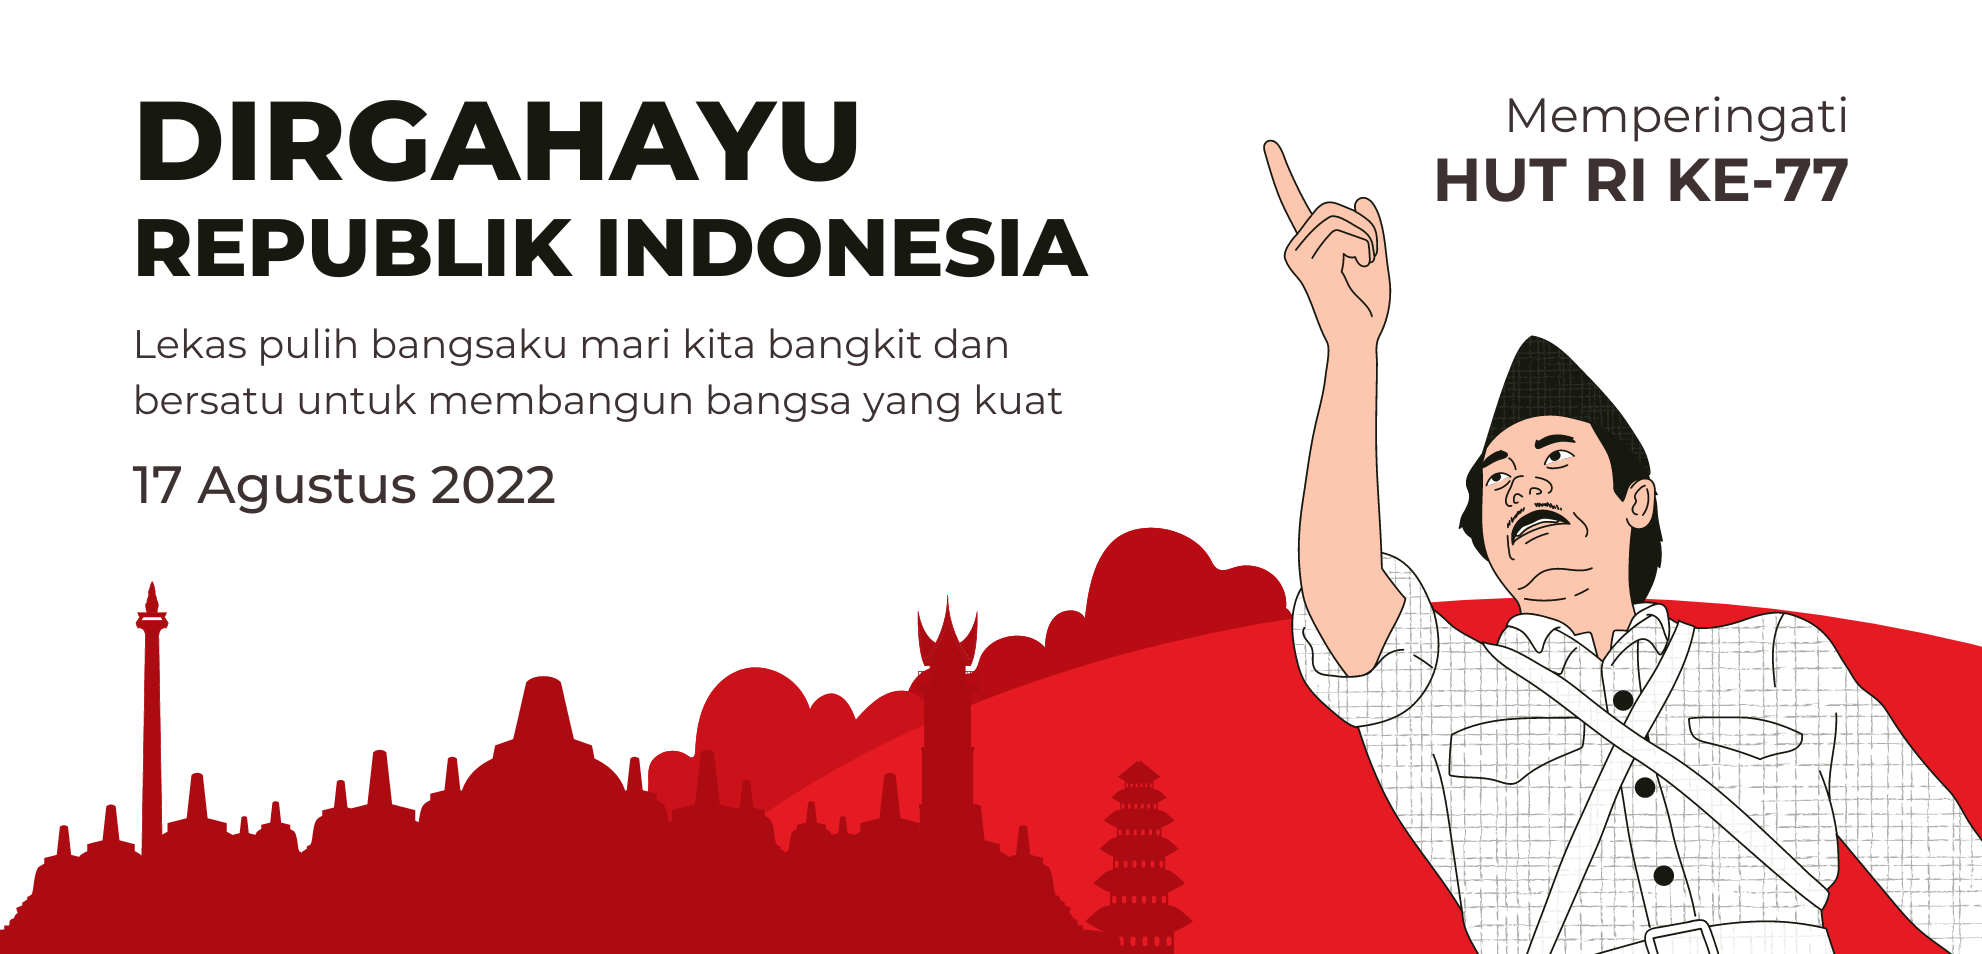 DIRGAHAYU
REPUBLIK INDONESIA
Lekas pulih bangsaku mari kita bangkit dan
bersatu untuk membangun bangsa yang kuat
17 Agustus 2022
Memperingati
HUT RI KE-77